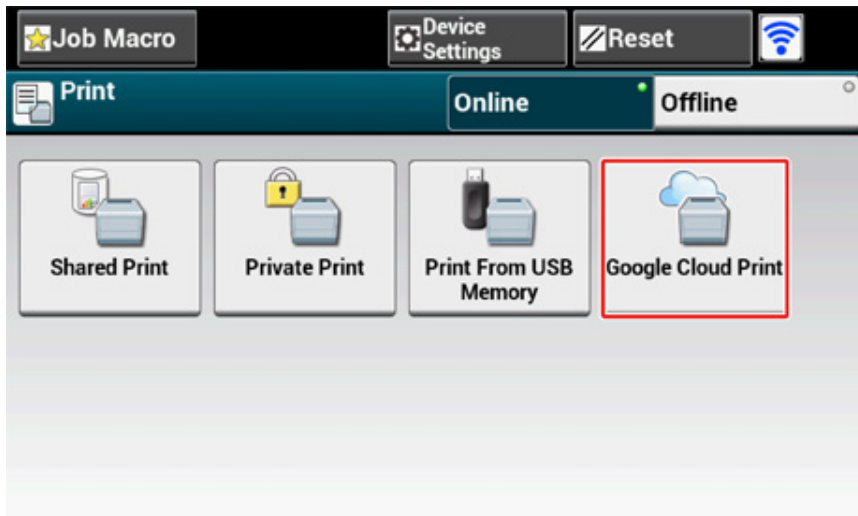 Job Macro
Device
Settings
Reset
Print
Online
Offline
Shared Print
Private Print
Print From USB
Memory
Google Cloud Print